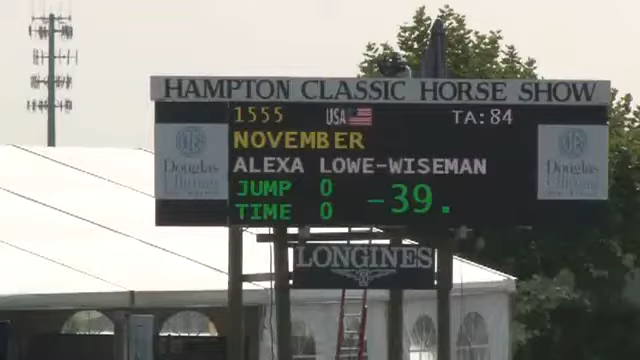 HAMPTON CLASSIC HORSE SHOW
1555 USA TA:84
NOVEMBER
ALEXA LOWE-WISEMAN
JUMP 0
TIME 0
-39.
Douglas
Elliman
Douglas
Elliman
LONGINES